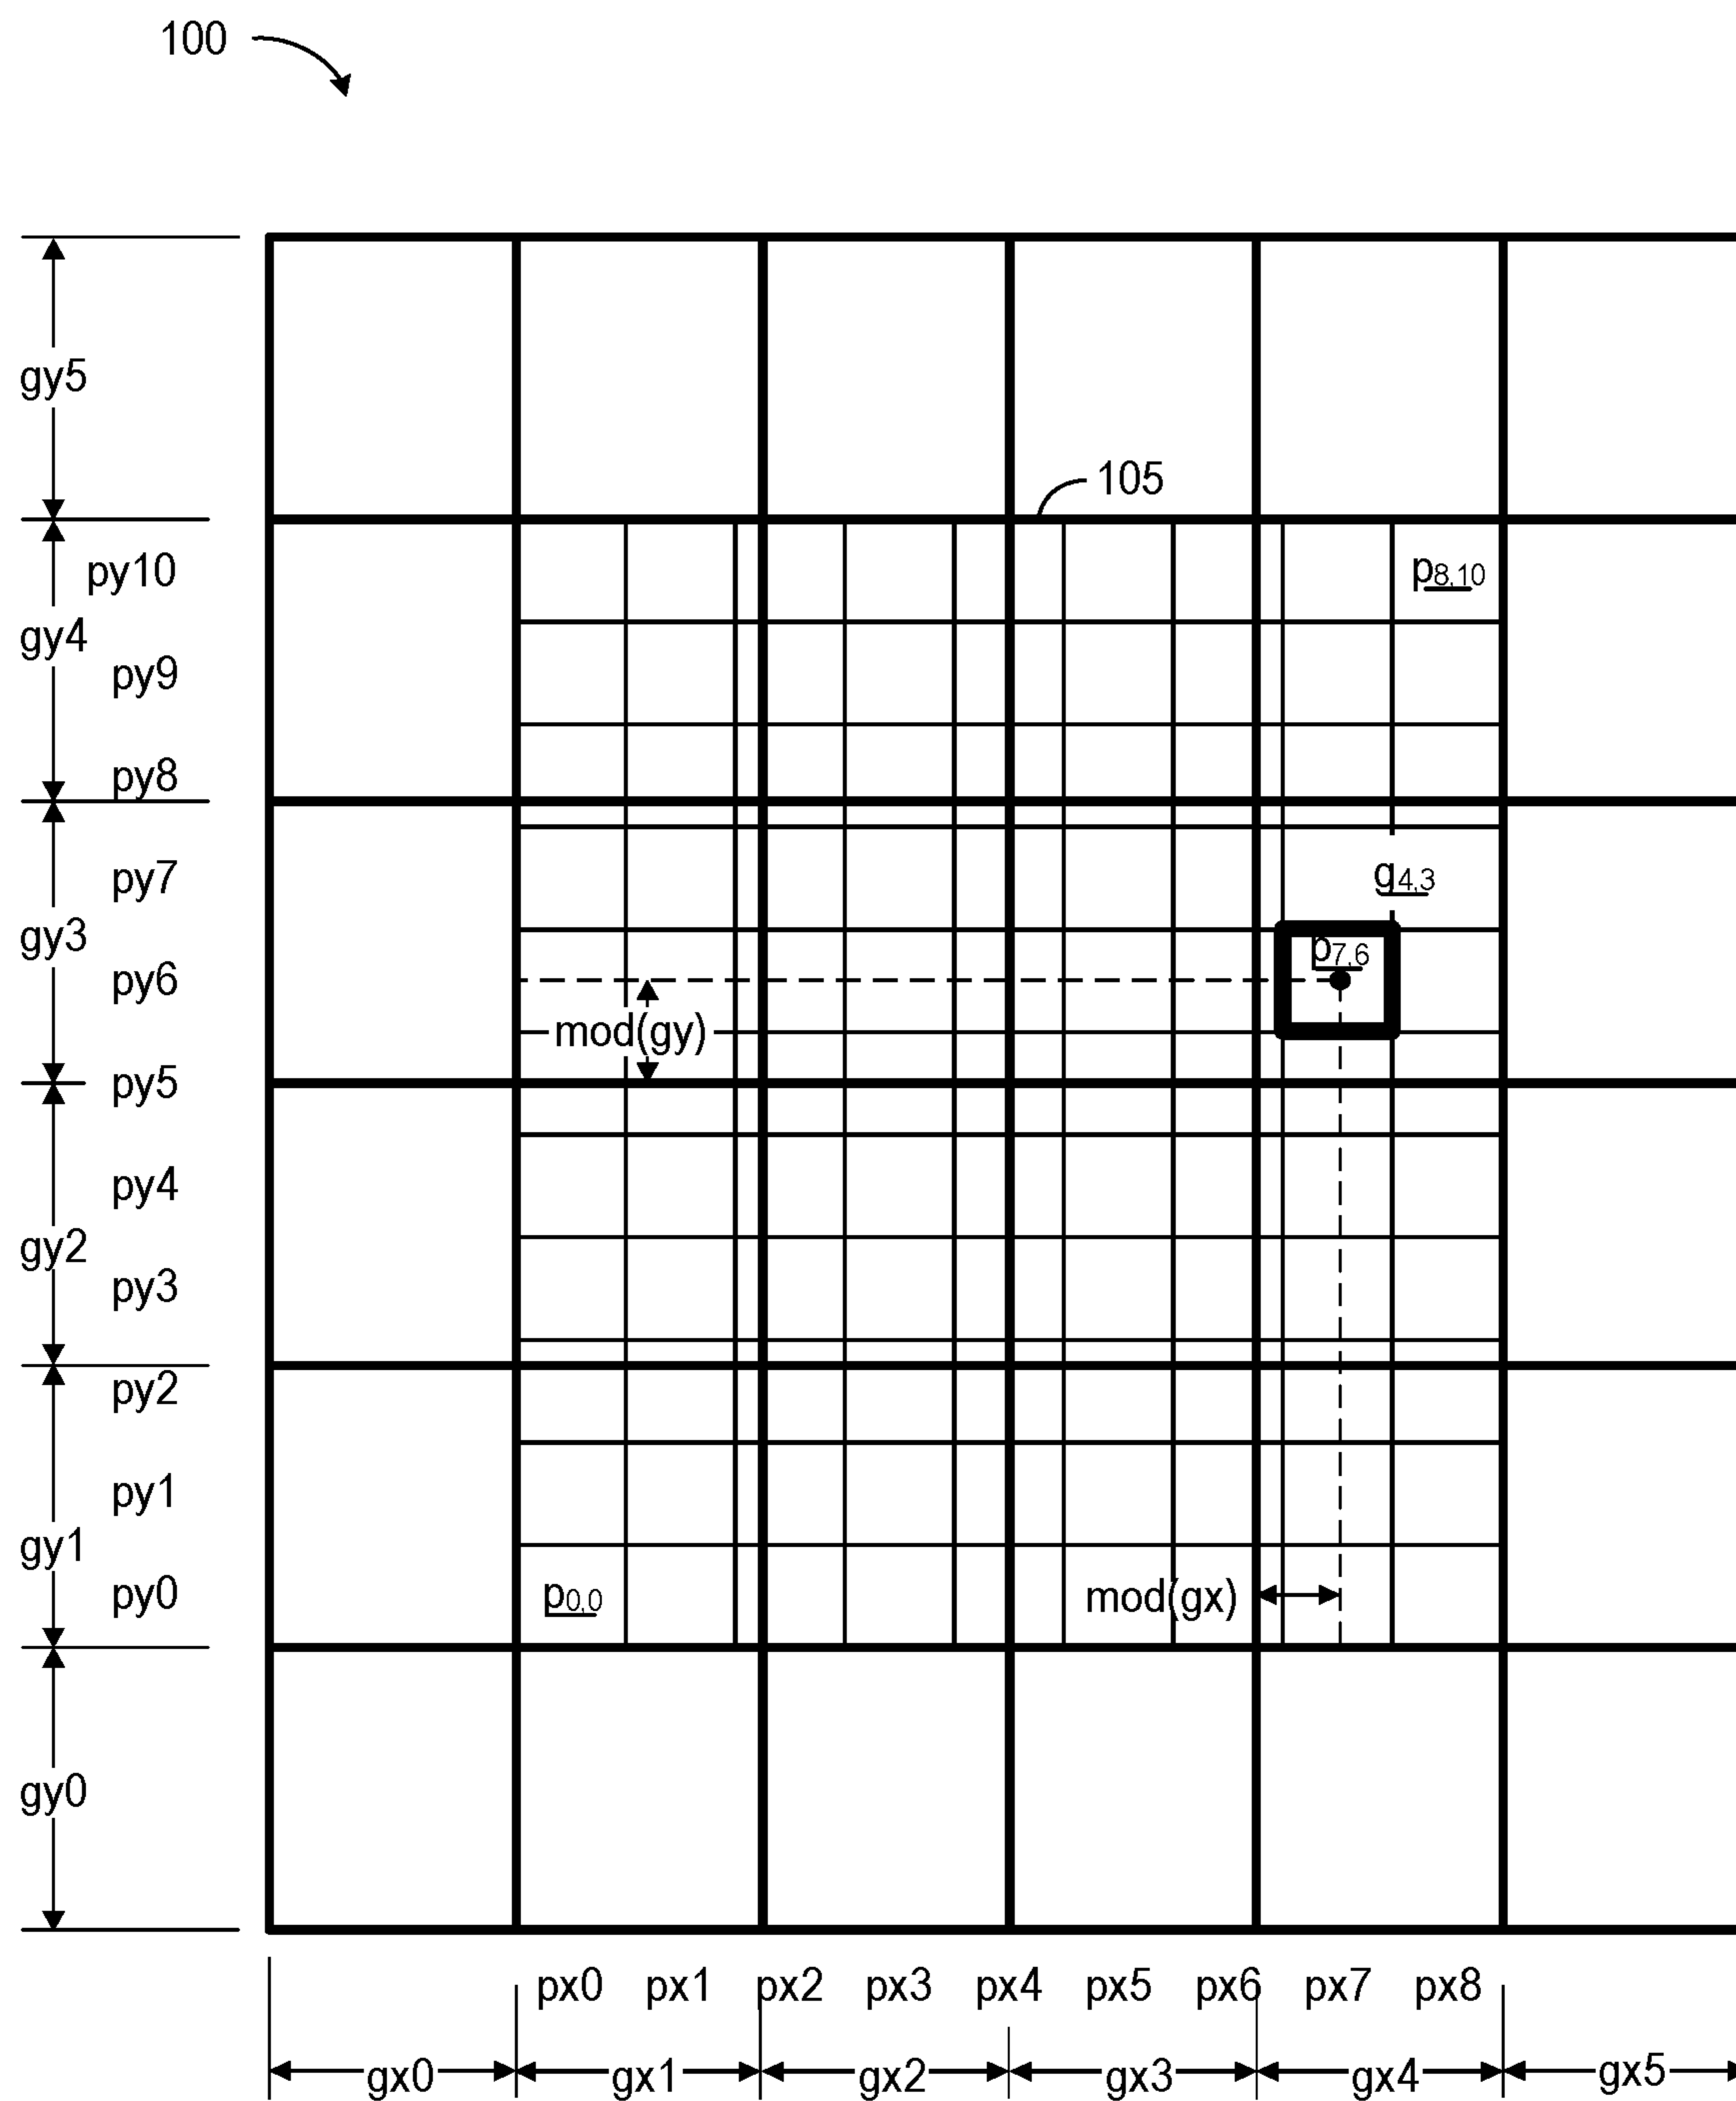 100
gy5
105
py10
p8,10
gy4
py9
py8
py7
g4,3
gy3
p7,6
py6
mod(gy)
py5
py4
gy2
py3
py2
py1
gy1
py0
p0,0
mod(gx)
gy0
px0 px1 px2 px3 px4 px5 px6 px7 px8
gx0 gx1 gx2 gx3 gx4 gx5